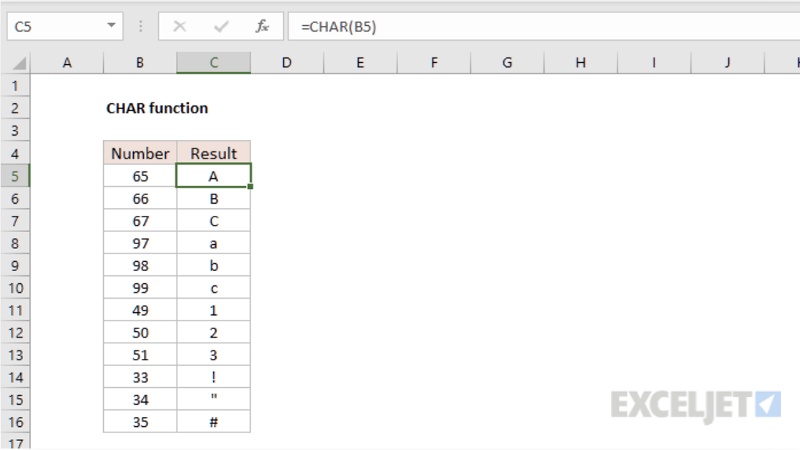 C5 fx =CHAR(B5)
A B C D E F G H I J K
1
2 CHAR function
3
4 Number Result
5 65 A
6 66 B
7 67 C
8 97 a
9 98 b
10 99 c
11 49 1
12 50 2
13 51 3
14 33 !
15 34 "
16 35 #
17
EXCELJET